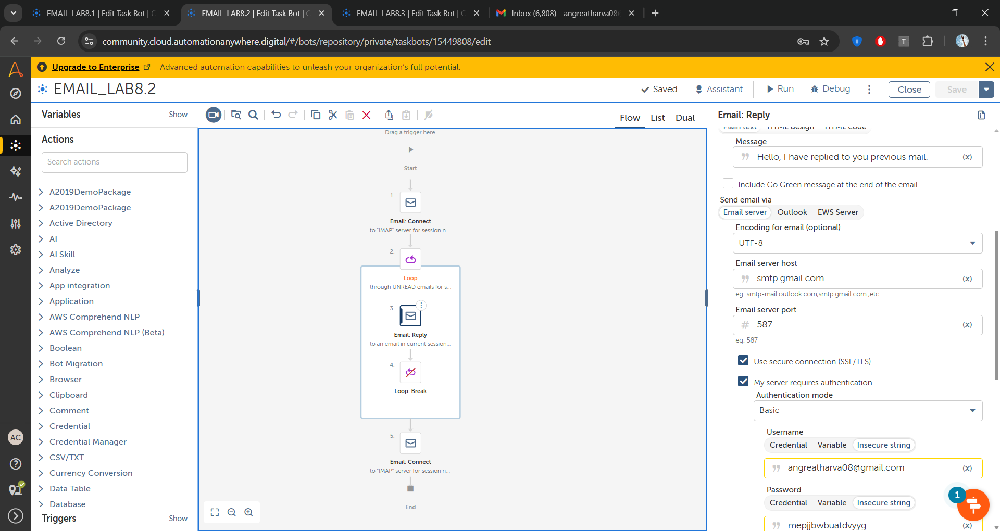 EMAIL_LAB8.1 | Edit Task Bot | C
EMAIL_LAB8.2 | Edit Task Bot | C
EMAIL_LAB8.3 | Edit Task Bot | C
Inbox (6,808) - angreatharva08@
community.cloud.automationanywhere.digital/#/bots/repository/private/taskbots/15449808/edit
T
Upgrade to Enterprise Advanced automation capabilities to unleash your organization's full potential.
EMAIL_LAB8.2
Saved
Assistant
Run
Debug
Close
Save
Variables
Show
Actions
Search actions
A2019DemoPackage
A2019DemoPackage
Active Directory
AI
AI Skill
Analyze
App integration
Application
AWS Comprehend NLP
AWS Comprehend NLP (Beta)
Boolean
Bot Migration
Browser
Clipboard
Comment
Credential
Credential Manager
CSV/TXT
Currency Conversion
Data Table
Database
Triggers
Show
AC
Flow
List
Dual
Drag a trigger here...
Start
1.
Email: Connect
to "IMAP" server for session n...
2.
Loop
through UNREAD emails for s...
3.
Email: Reply
to an email in current session...
4.
Loop: Break
--
5.
Email: Connect
to "IMAP" server for session n...
End
Email: Reply
Plain text
HTML design
HTML code
Message
Hello, I have replied to you previous mail.
(x)
Include Go Green message at the end of the email
Send email via
Email server
Outlook
EWS Server
Encoding for email (optional)
UTF-8
Email server host
smtp.gmail.com
(x)
eg: smtp-mail.outlook.com,smtp.gmail.com ,etc.
Email server port
# 587
(x)
eg: 587
Use secure connection (SSL/TLS)
My server requires authentication
Authentication mode
Basic
Username
Credential
Variable
Insecure string
angreatharva08@gmail.com
(x)
Password
Credential
Variable
Insecure string
mepjjbwbuatdvyyg
(x)
1